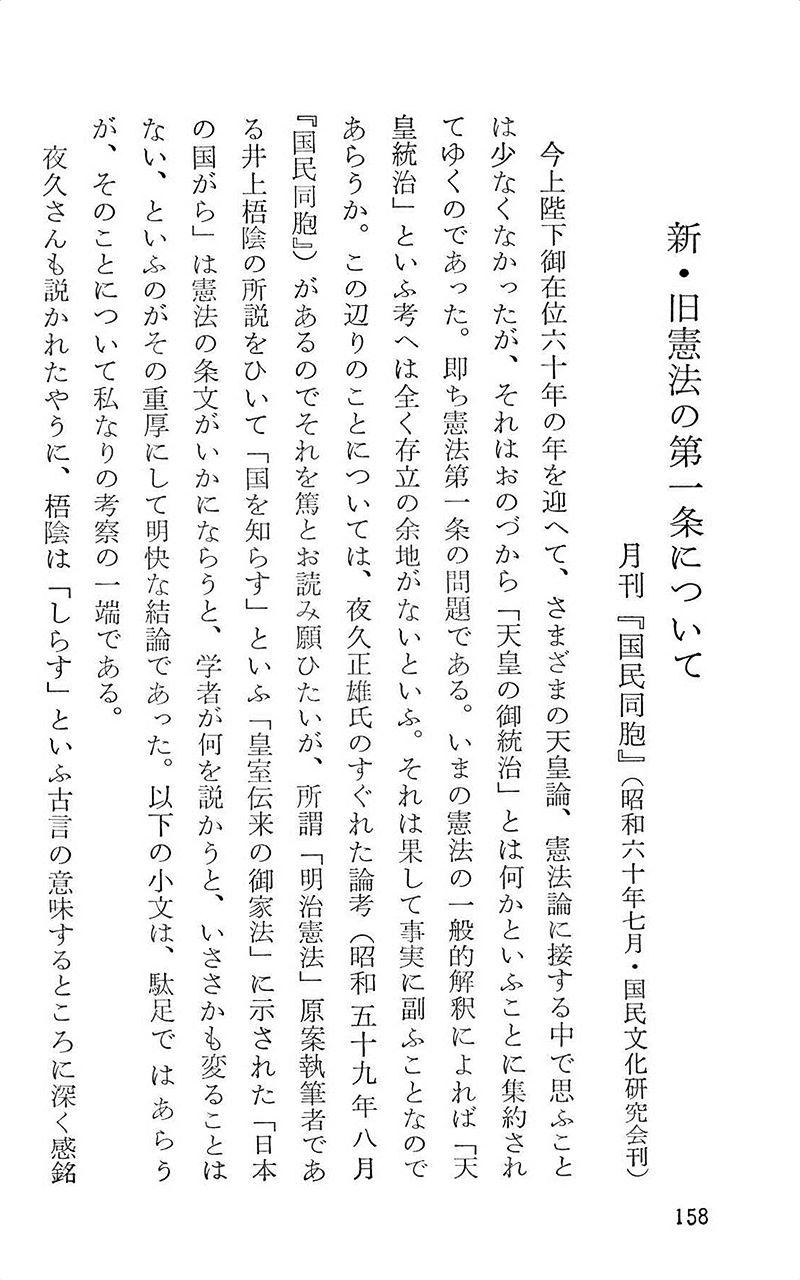 新・旧憲法の第一条について
月刊『国民同胞』（昭和六十年七月・国民文化研究会刊）
今上陛下御在位六十年の年を迎へて、さまざまの天皇論、憲法論に接する中で思ふこと
は少なくなかったが、それはおのづから「天皇の御統治」とは何かといふことに集約され
てゆくのであった。即ち憲法第一条の問題である。いまの憲法の一般的解釈によれば「天
皇統治」といふ考へは全く存立の余地がないといふ。それは果して事実に副ふことなので
あらうか。この辺りのことについては、夜久正雄氏のすぐれた論考（昭和五十九年八月
『国民同胞』）があるのでそれを篤とお読み願ひたいが、所謂「明治憲法」原案執筆者であ
る井上梧陰の所説をひいて「国を知らす」といふ「皇室伝来の御家法」に示された「日本
の国がら」は憲法の条文がいかにならうと、学者が何を説かうと、いささかも変ることは
ない、といふのがその重厚にして明快な結論であった。以下の小文は、駄足ではあらう
が、そのことについて私なりの考察の一端である。
夜久さんも説かれたやうに、梧陰は「しらす」といふ古言の意味するところに深く感銘
158